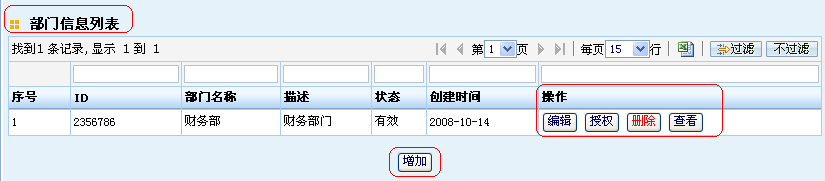 部门信息列表
找到1 条记录, 显示 1 到 1 第 1 页 每页 15 行 过滤 不过滤
序号 ID 部门名称 描述 状态 创建时间 操作
1 2356786 财务部 财务部门 有效 2008-10-14 编辑 授权 删除 查看
增加